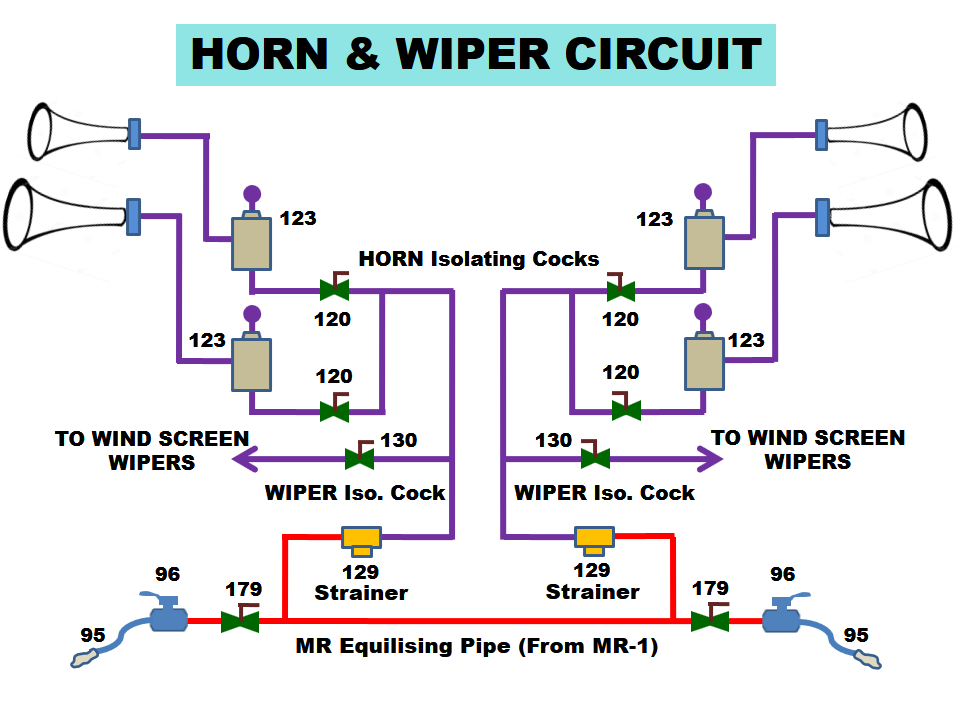 HORN & WIPER CIRCUIT
123
123
HORN Isolating Cocks
120
120
123
123
120
120
TO WIND SCREEN
WIPERS
130
130
TO WIND SCREEN
WIPERS
WIPER Iso. Cock
WIPER Iso. Cock
129
Strainer
129
Strainer
96
179
179
96
95
95
MR Equilising Pipe (From MR-1)